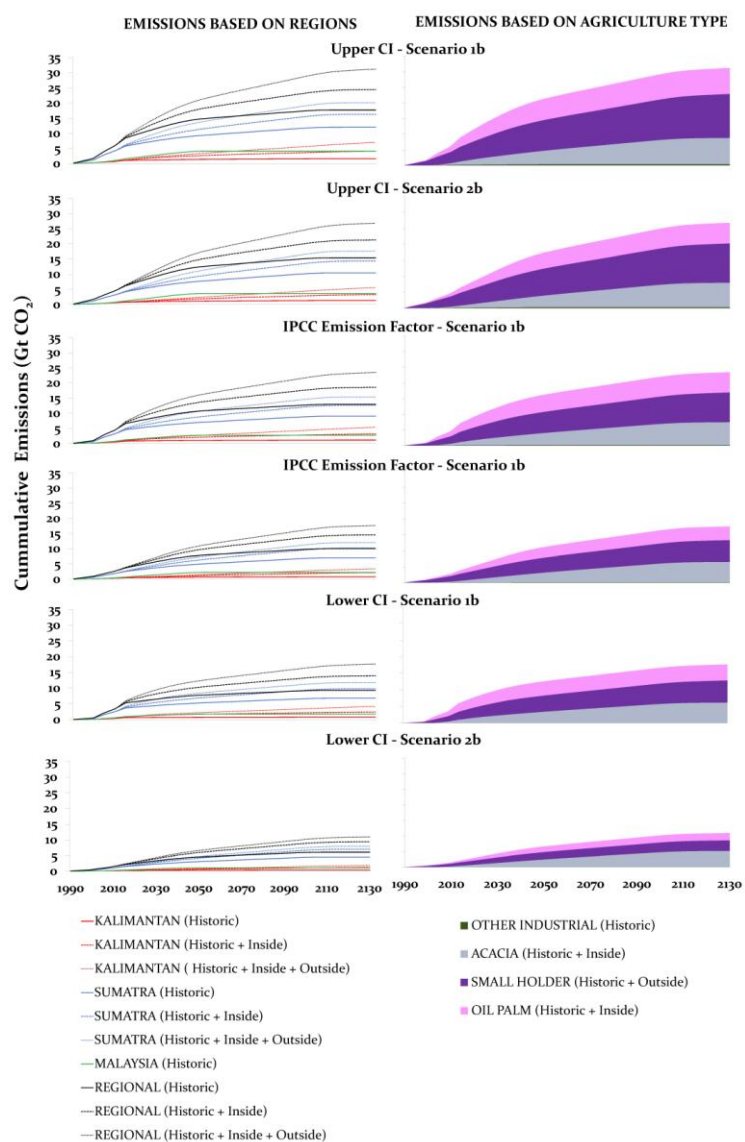 EMISSIONS BASED ON REGIONS
EMISSIONS BASED ON AGRICULTURE TYPE
Cummulative Emissions (Gt CO₂)
Upper CI - Scenario 1b
35
30
25
20
15
10
5
0
Upper CI - Scenario 2b
35
30
25
20
15
10
5
0
IPCC Emission Factor - Scenario 1b
35
30
25
20
15
10
5
0
IPCC Emission Factor - Scenario 1b
35
30
25
20
15
10
5
0
Lower CI - Scenario 1b
35
30
25
20
15
10
5
0
Lower CI - Scenario 2b
35
30
25
20
15
10
5
0
1990 2010 2030 2050 2070 2090 2110 2130
1990 2010 2030 2050 2070 2090 2110 2130
KALIMANTAN (Historic)
KALIMANTAN (Historic + Inside)
KALIMANTAN ( Historic + Inside + Outside)
SUMATRA (Historic)
SUMATRA (Historic + Inside)
SUMATRA (Historic + Inside + Outside)
MALAYSIA (Historic)
REGIONAL (Historic)
REGIONAL (Historic + Inside)
REGIONAL (Historic + Inside + Outside)
OTHER INDUSTRIAL (Historic)
ACACIA (Historic + Inside)
SMALL HOLDER (Historic + Outside)
OIL PALM (Historic + Inside)